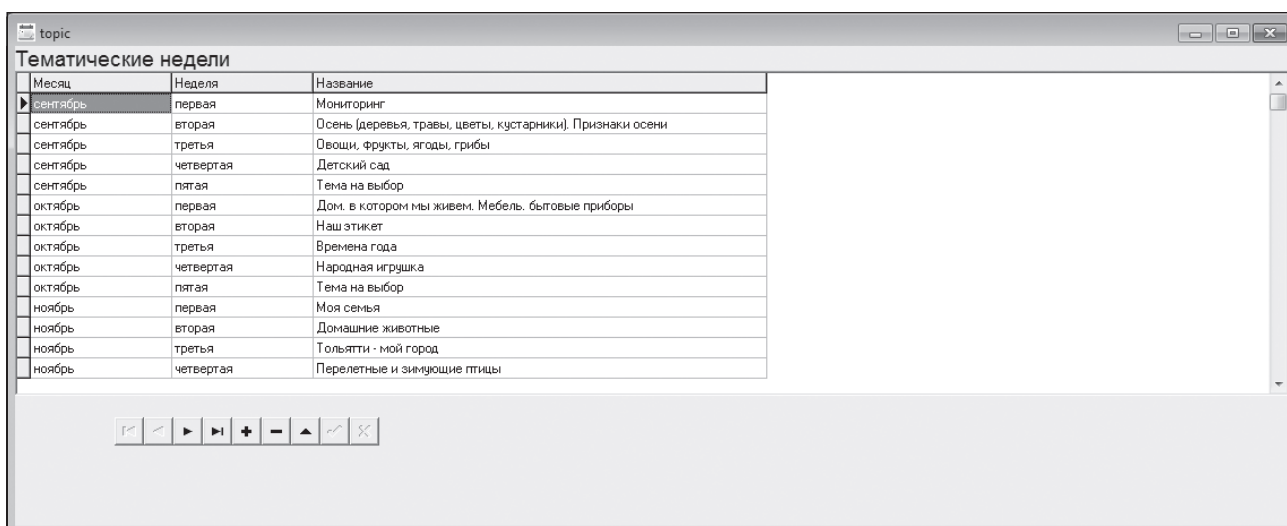 topic
Тематические недели
Месяц Неделя Название
сентябрь первая Мониторинг
сентябрь вторая Осень (деревья, травы, цветы, кустарники). Признаки осени
сентябрь третья Овощи, фрукты, ягоды, грибы
сентябрь четвертая Детский сад
сентябрь пятая Тема на выбор
октябрь первая Дом. в котором мы живем. Мебель. бытовые приборы
октябрь вторая Наш этикет
октябрь третья Времена года
октябрь четвертая Народная игрушка
октябрь пятая Тема на выбор
ноябрь первая Моя семья
ноябрь вторая Домашние животные
ноябрь третья Тольятти - мой город
ноябрь четвертая Перелетные и зимующие птицы